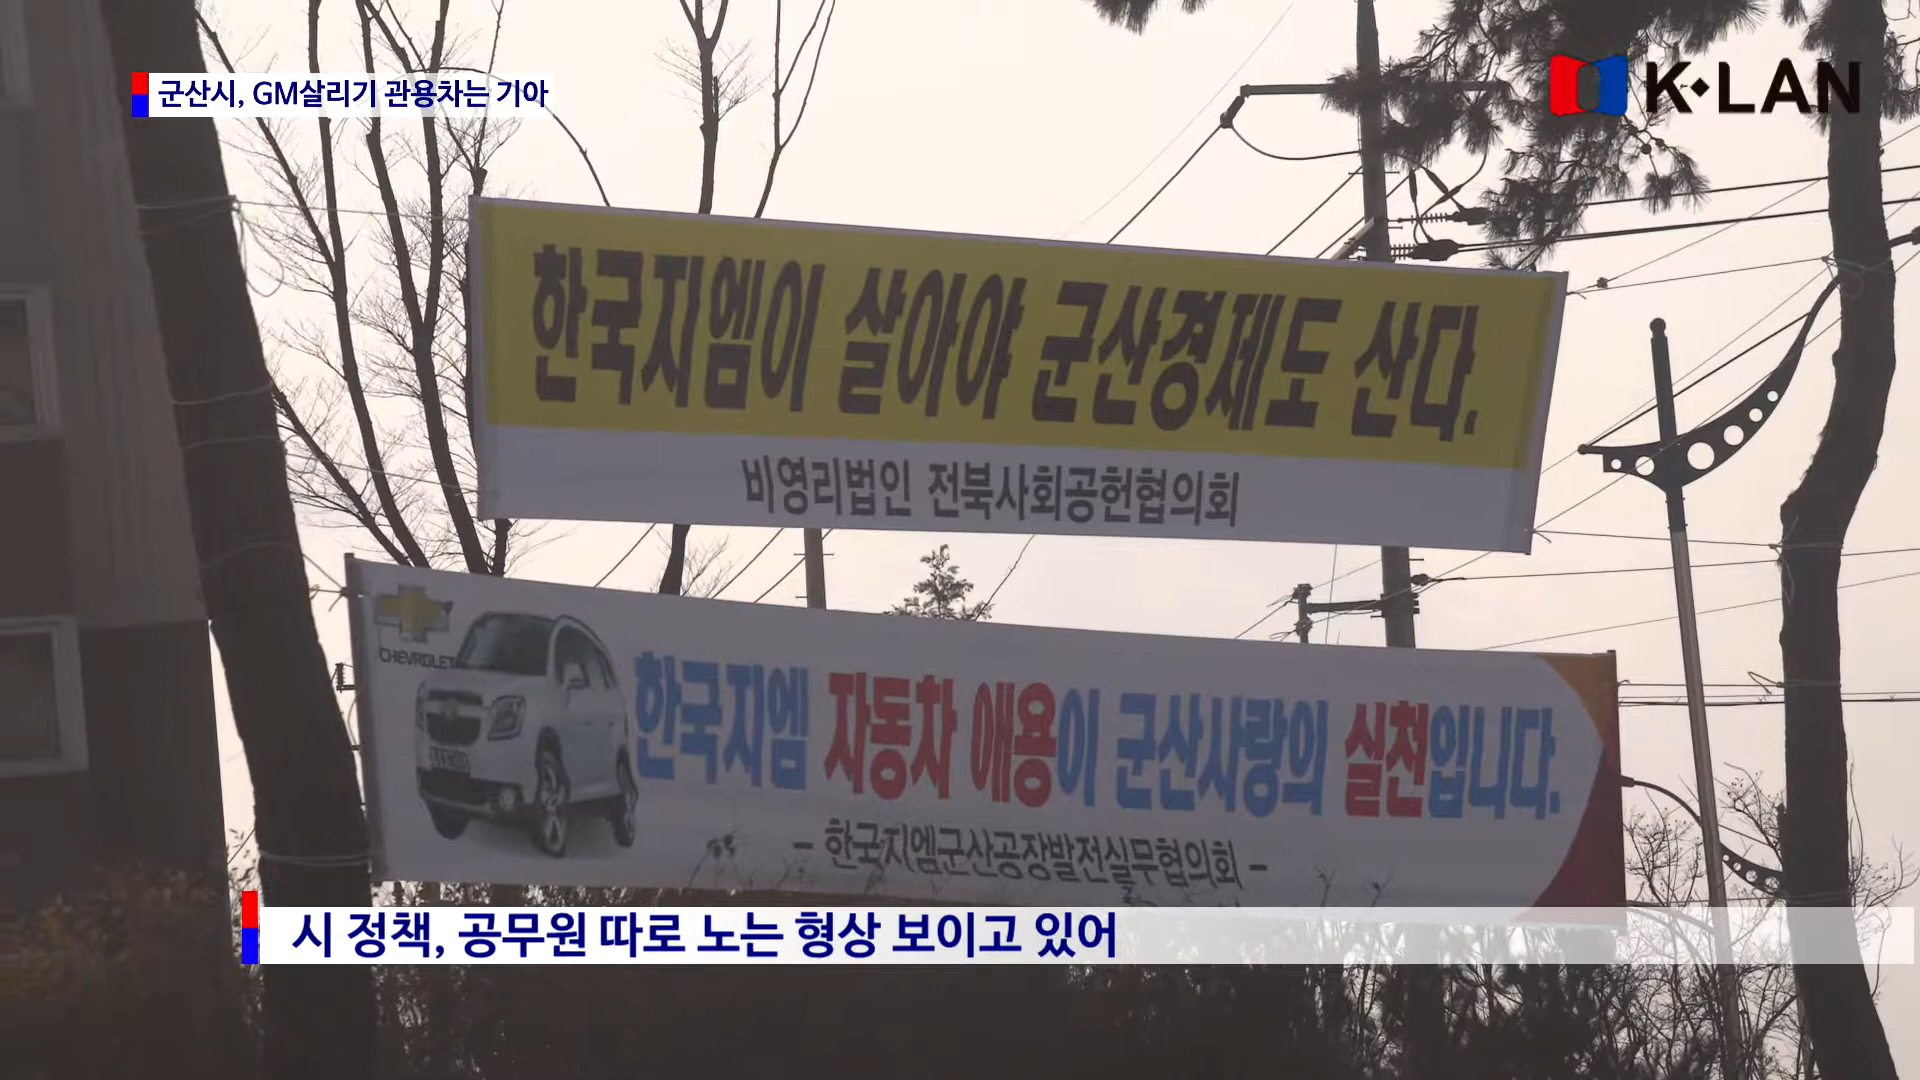 군산시, GM살리기 관용차는 기아
K·LAN
한국지엠이 살아야 군산경제도 산다.
비영리법인 전북사회공헌협의회
CHEVROLET
한국지엠 자동차 애용이 군산사랑의 실천입니다.
- 한국지엠군산공장발전실무협의회 -
시 정책, 공무원 따로 노는 형상 보이고 있어